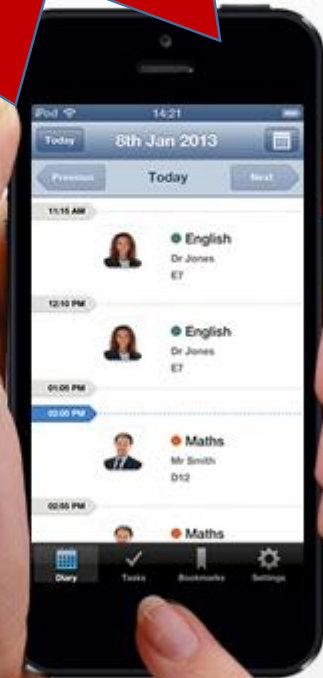 iPod 14:21
Today 8th Jan 2013
Previous Today Next
11:15 AM
English
Dr Jones
E7
12:10 PM
English
Dr Jones
E7
01:05 PM
02:05 PM
Maths
Mr Smith
D12
02:55 PM
Maths
Diary Tasks Bookmarks Settings